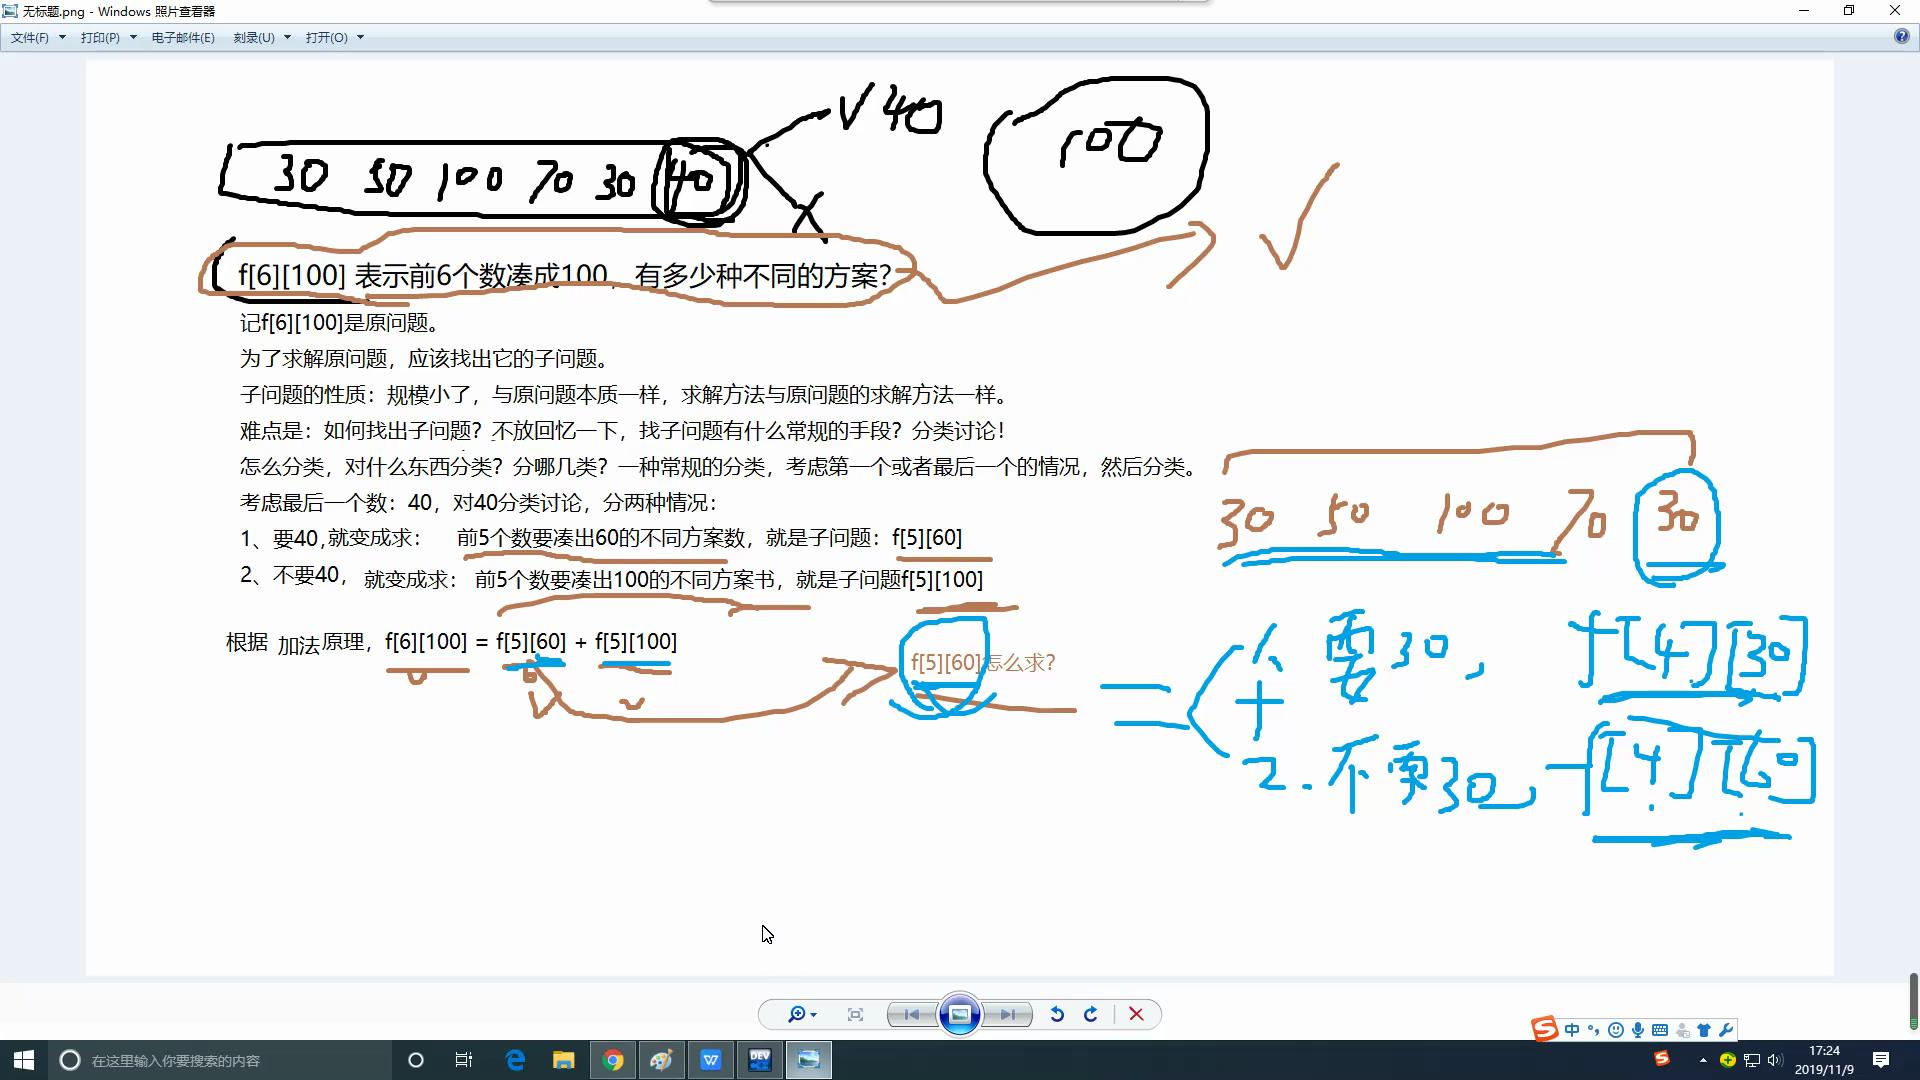 无标题.png - Windows 照片查看器
文件(F) 打印(P) 电子邮件(E) 刻录(U) 打开(O)
√ 40
100
30 50 100 70 30 40
f[6][100] 表示前6个数凑成100，有多少种不同的方案？
记f[6][100]是原问题。
为了求解原问题，应该找出它的子问题。
子问题的性质：规模小了，与原问题本质一样，求解方法与原问题的求解方法一样。
难点是：如何找出子问题？不放回忆一下，找子问题有什么常规的手段？分类讨论！
怎么分类，对什么东西分类？分哪几类？一种常规的分类，考虑第一个或者最后一个的情况，然后分类。
考虑最后一个数：40，对40分类讨论，分两种情况：
30 50 100 70 30
1、要40,就变成求： 前5个数要凑出60的不同方案数，就是子问题：f[5][60]
2、不要40， 就变成求： 前5个数要凑出100的不同方案书，就是子问题f[5][100]
根据 加法原理，f[6][100] = f[5][60] + f[5][100]
f[5][60]怎么求？
= 1、要30， f[4][30]
+
2.不要30， f[4][60]
中
在这里输入你要搜索的内容
DEV
17:24
2019/11/9